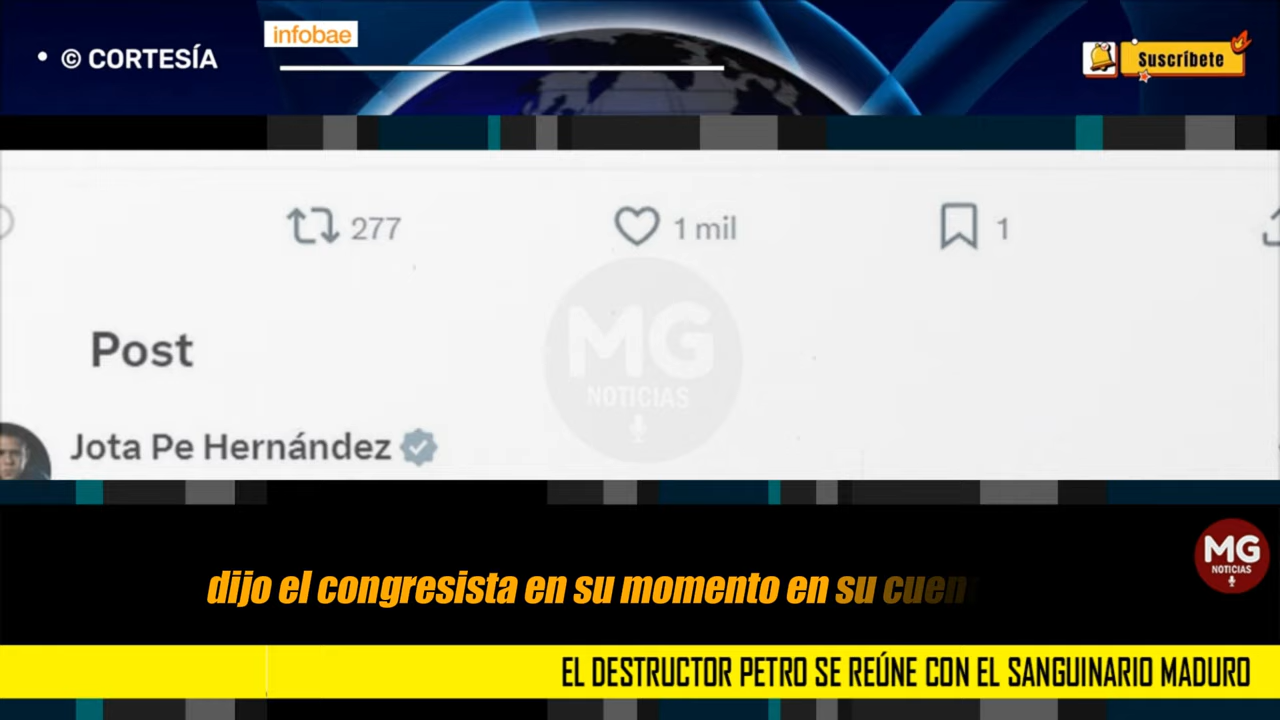 infobae
• © CORTESÍA
Suscríbete
277
1 mil
1
Post
MG
NOTICIAS
Jota Pe Hernández
MG
NOTICIAS
dijo el congresista en su momento en su
EL DESTRUCTOR PETRO SE REÚNE CON EL SANGUINARIO MADURO